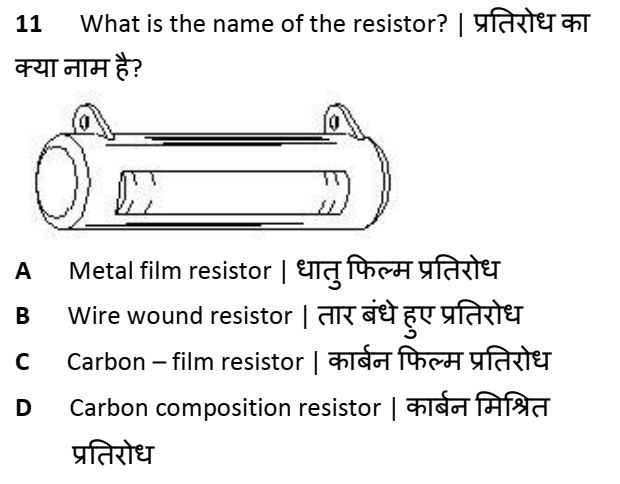 11 What is the name of the resistor? | प्रतिरोध का
क्या नाम है?
A Metal film resistor | धातु फिल्म प्रतिरोध
B Wire wound resistor | तार बंधे हुए प्रतिरोध
C Carbon – film resistor | कार्बन फिल्म प्रतिरोध
D Carbon composition resistor | कार्बन मिश्रित
प्रतिरोध